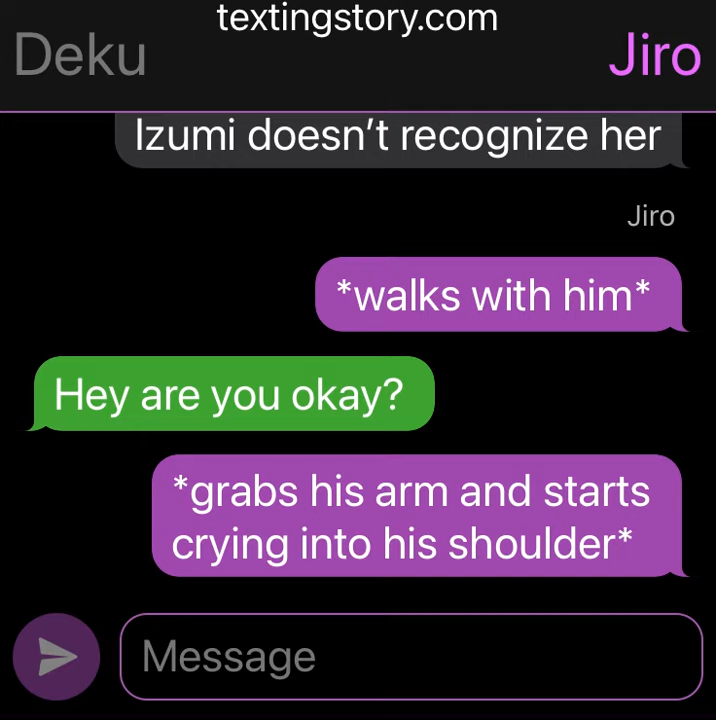 textingstory.com
Deku
Jiro
Izumi doesn’t recognize her
Jiro
*walks with him*
Hey are you okay?
*grabs his arm and starts
crying into his shoulder*
Message